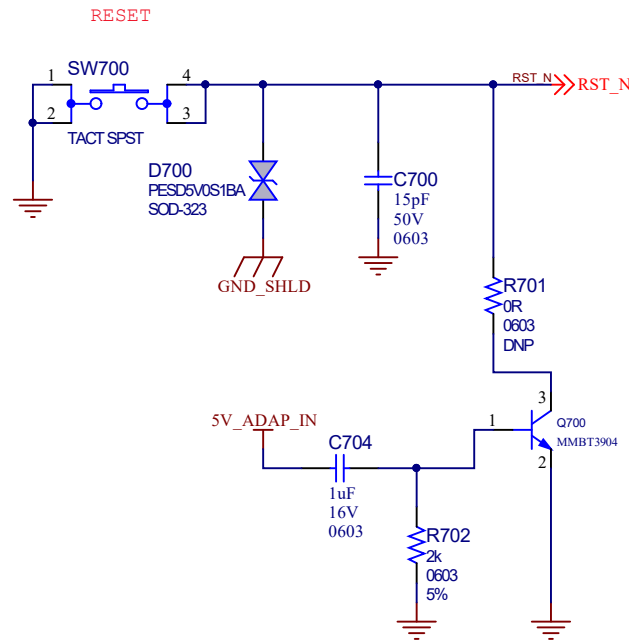 RESET
SW700
1
4
2
3
TACT SPST
RST_N
RST_N
D700
PESD5V0S1BA
SOD-323
GND_SHLD
C700
15pF
50V
0603
R701
0R
0603
DNP
3
1
Q700
MMBT3904
2
5V_ADAP_IN
C704
1uF
16V
0603
R702
2k
0603
5%